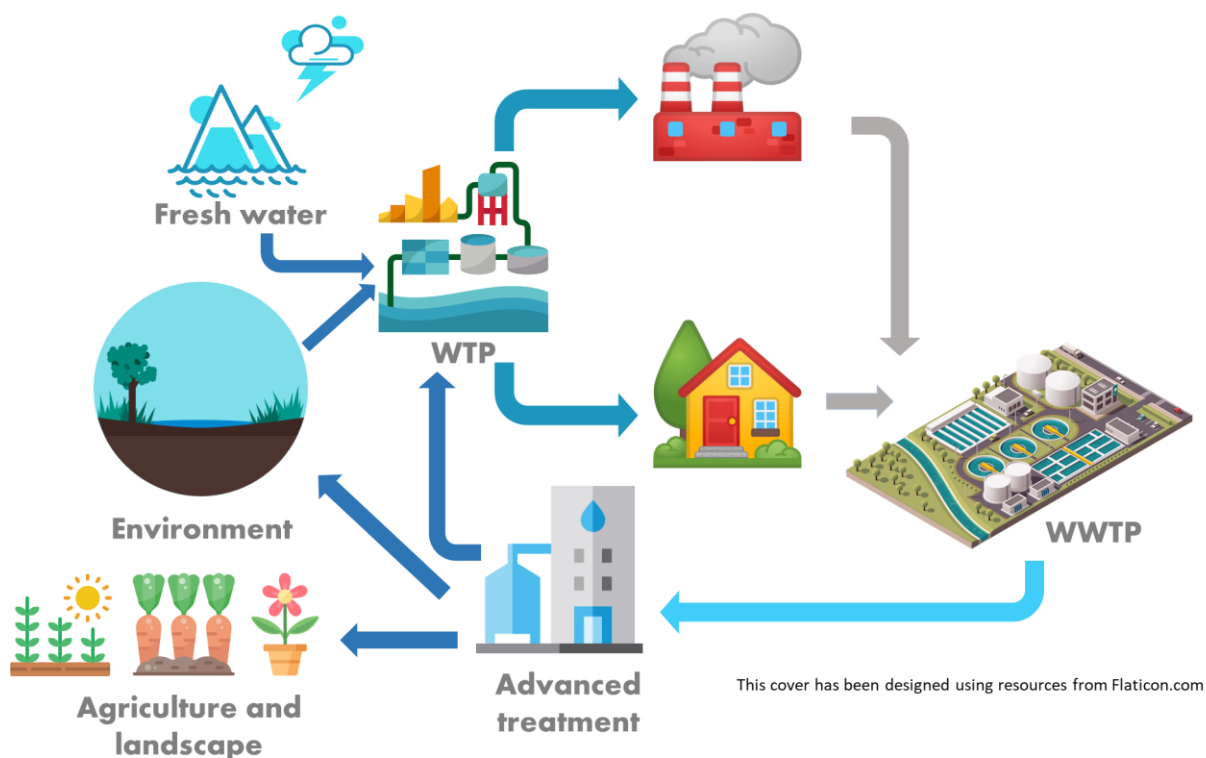 Fresh water
WTP
Environment
WWTP
Agriculture and
landscape
Advanced
treatment
This cover has been designed using resources from Flaticon.com